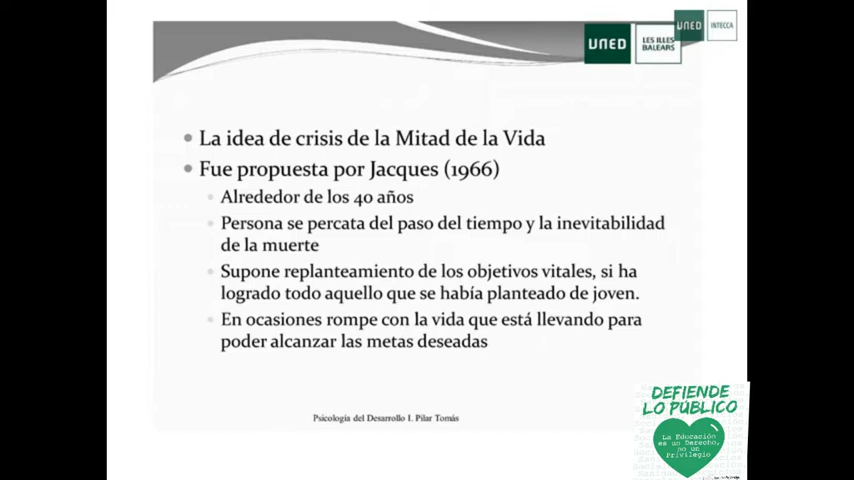 UNED
INTECCA
UNED
LES ILLES
BALEARS
La idea de crisis de la Mitad de la Vida
Fue propuesta por Jacques (1966)
Alrededor de los 40 años
Persona se percata del paso del tiempo y la inevitabilidad
de la muerte
Supone replanteamiento de los objetivos vitales, si ha
logrado todo aquello que se había planteado de joven.
En ocasiones rompe con la vida que está llevando para
poder alcanzar las metas deseadas
Psicología del Desarrollo I. Pilar Tomás
DEFIENDE
LO PÚBLICO
La Educación
es un Derecho,
no un
Privilegio